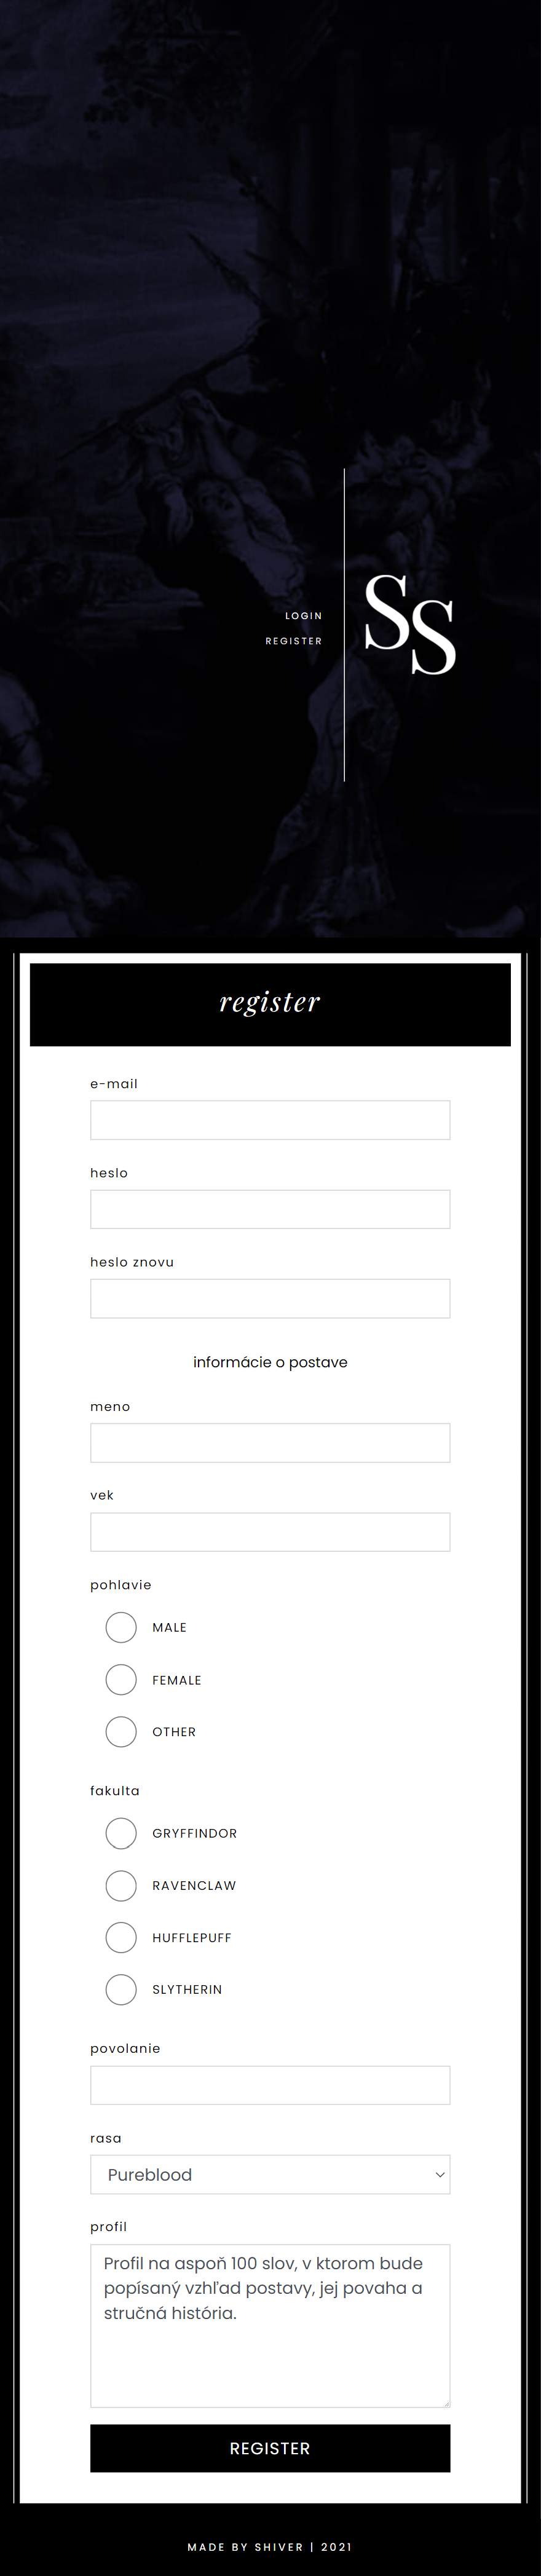 LOGIN
REGISTER
SS
register
e-mail
heslo
heslo znovu
informácie o postave
meno
vek
pohlavie
MALE
FEMALE
OTHER
fakulta
GRYFFINDOR
RAVENCLAW
HUFFLEPUFF
SLYTHERIN
povolanie
rasa
Pureblood
profil
Profil na aspoň 100 slov, v ktorom bude
popísaný vzhľad postavy, jej povaha a
stručná história.
REGISTER
MADE BY SHIVER | 2021